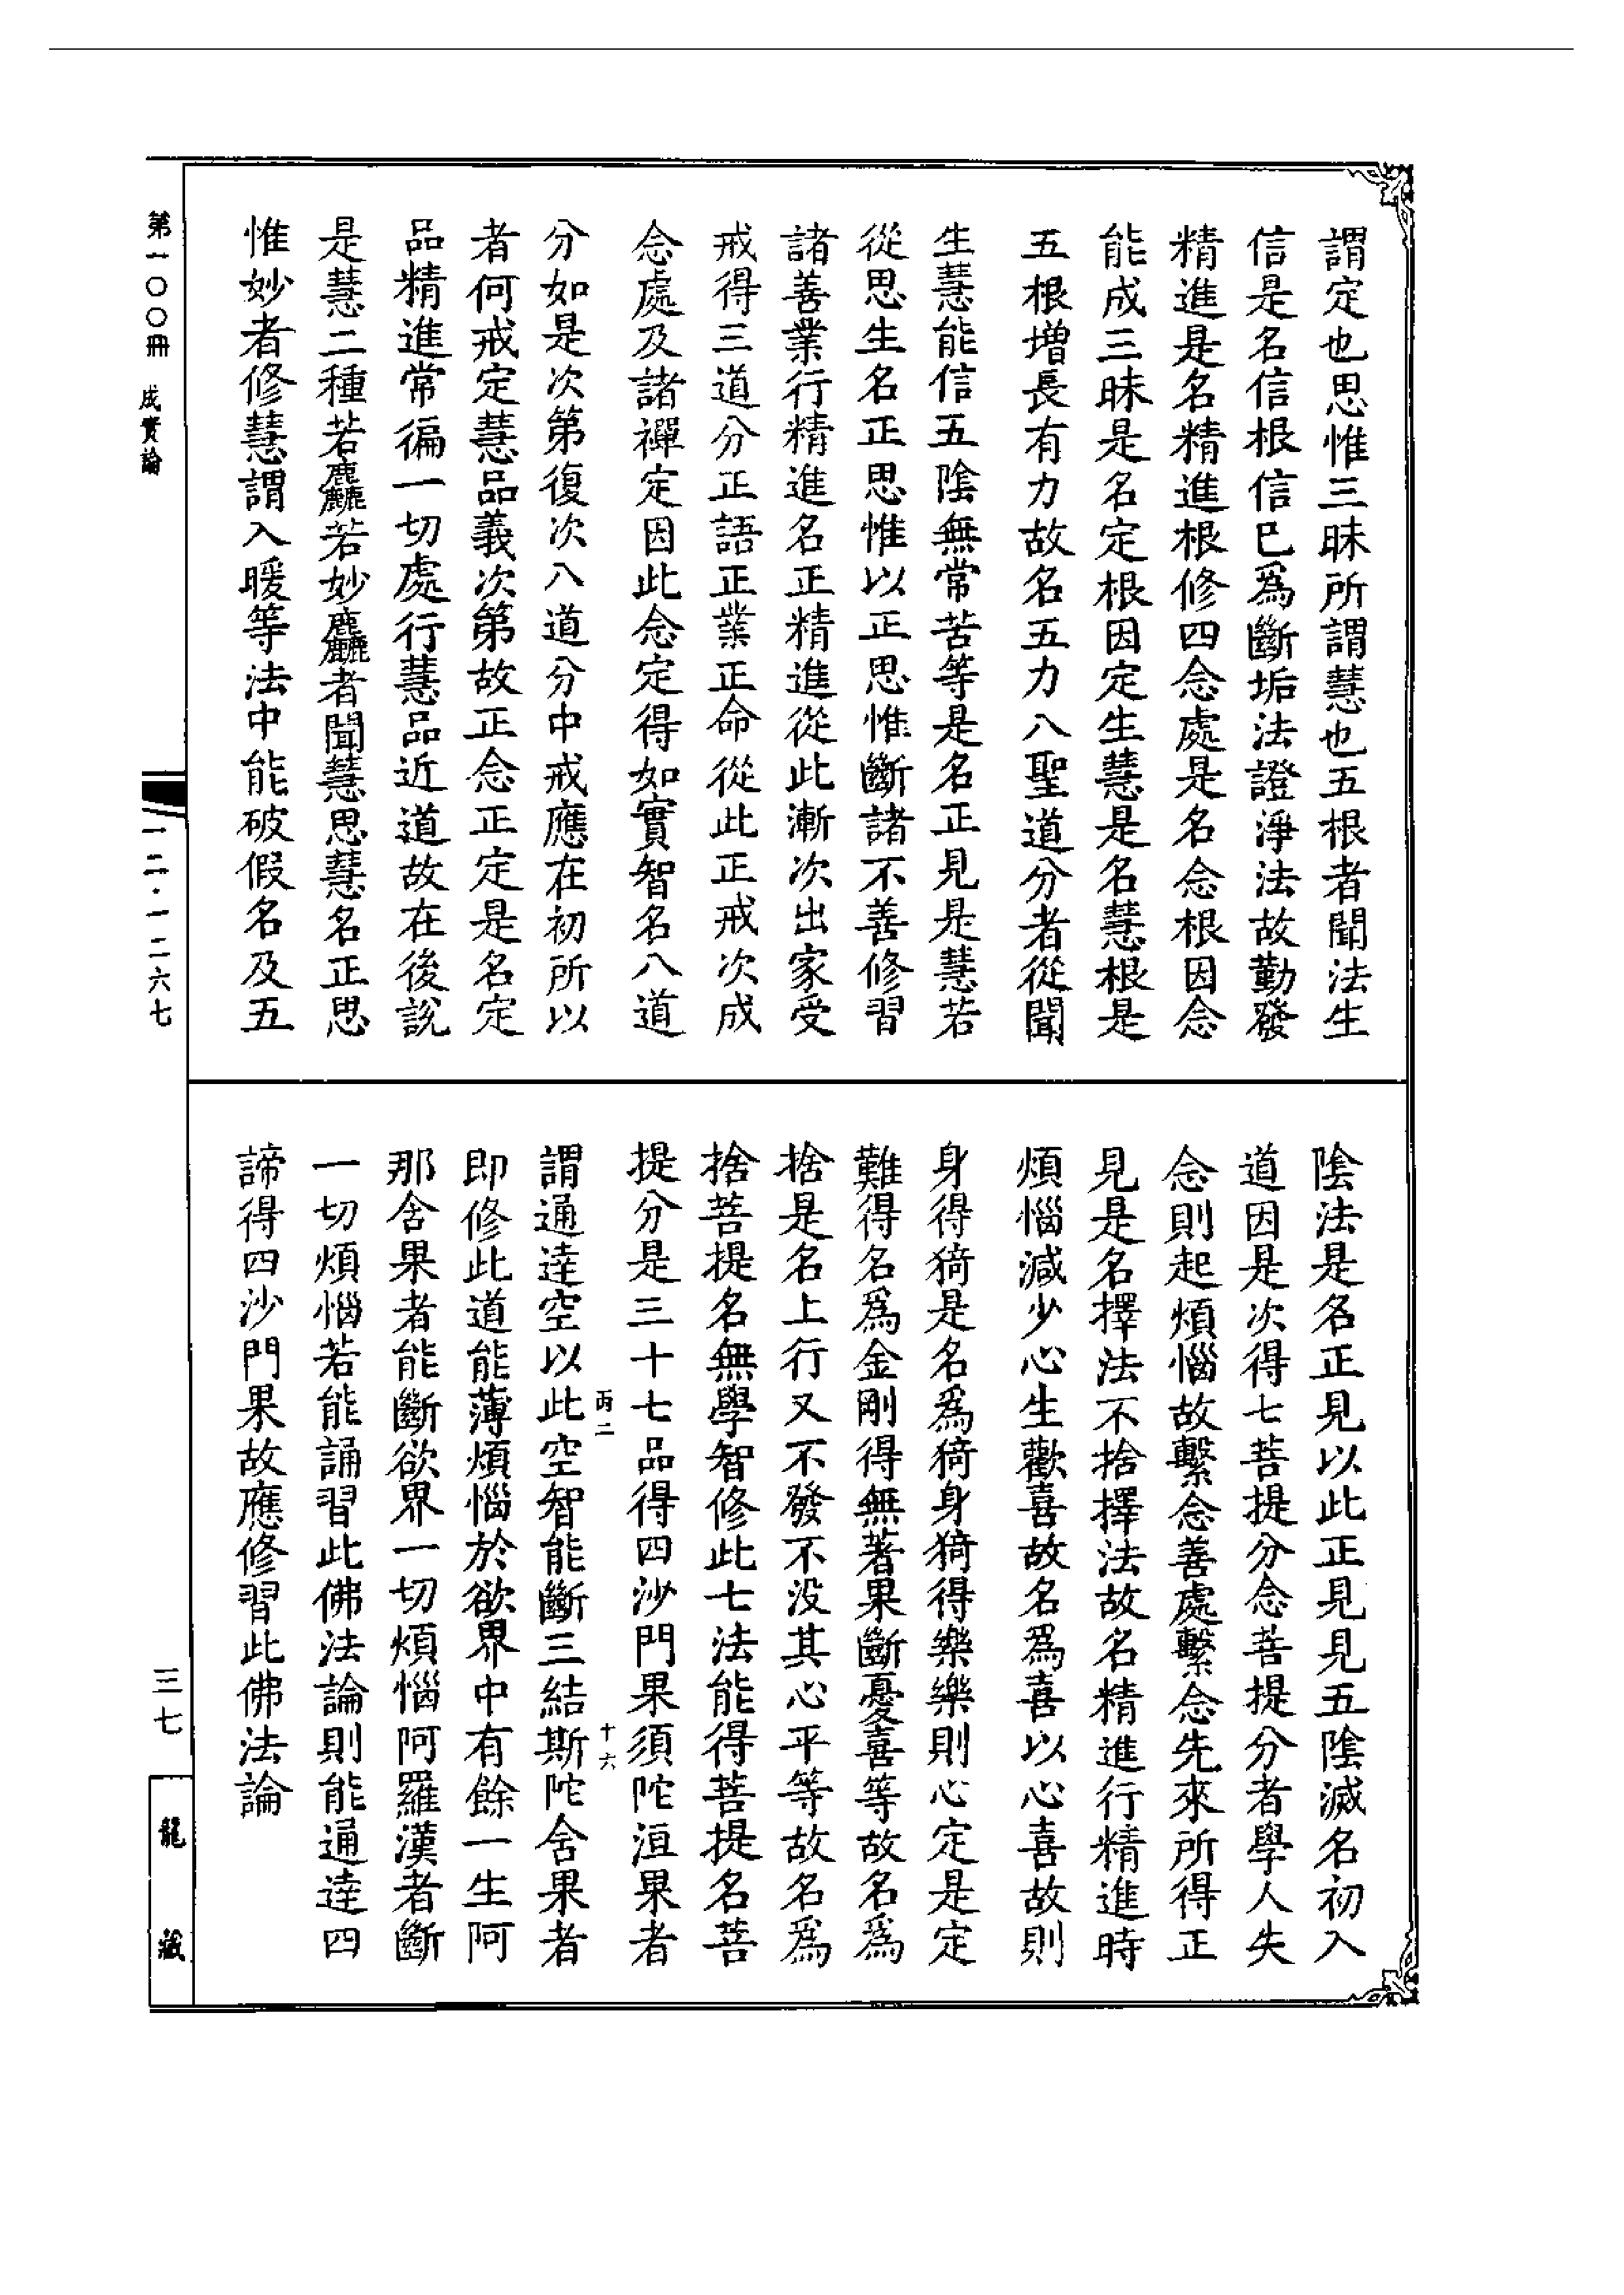 謂定也思惟三昧所謂慧也五根者聞法生
信是名信根信已爲斷垢法證淨法故勤發
精進是名精進根修四念處是名念根因念
能成三昧是名定根因定生慧是名慧根是
五根增長有力故名五力八聖道分者從聞
生慧能信五陰無常苦等是名正見是慧若
從思生名正思惟以正思惟斷諸不善修習
諸善業行精進名正精進從此漸次出家受
戒得三道分正語正業正命從此正戒次成
念處及諸禪定因此念定得如實智名八道
分如是次第復次八道分中戒應在初所以
者何戒定慧品義次第故正念正定是名定
品精進常徧一切處行慧品近道故在後說
是慧二種若麤若妙麤者聞慧思慧名正思
惟妙者修慧謂入暖等法中能破假名及五
陰法是名正見以此正見見五陰滅名初入
道因是次得七菩提分念菩提分者學人失
念則起煩惱故繫念善處繫念先來所得正
見是名擇法不捨擇法故名精進行精進時
煩惱減少心生歡喜故名爲喜以心喜故則
身得猗是名爲猗身猗得樂樂則心定是定
難得名爲金剛得無著果斷憂喜等故名爲
捨是名上行又不發不没其心平等故名爲
捨菩提名無學智修此七法能得菩提名菩
提分是三十七品得四沙門果須陀洹果者
丙二 十六
謂通達空以此空智能斷三結斯陀含果者
即修此道能薄煩惱於欲界中有餘一生阿
那含果者能斷欲界一切煩惱阿羅漢者斷
一切煩惱若能誦習此佛法論則能通達四
諦得四沙門果故應修習此佛法論
第一〇〇冊 成實論
一二·一二六七
三七
龍藏